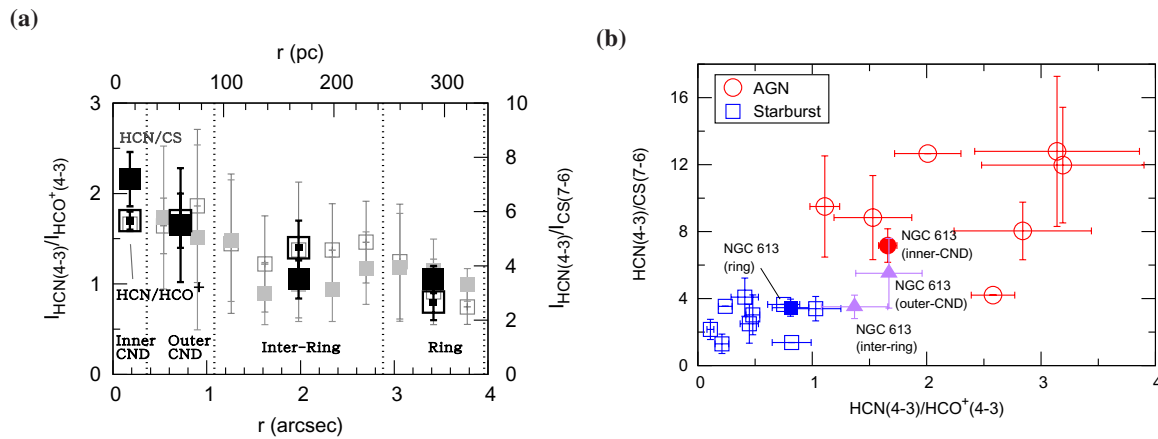 (a)
r (pc)
0 100 200 300
I_HCN(4-3)/I_HCO⁺(4-3)
3
2
1
0
HCN/CS
HCN/HCO⁺
Inner
CND
Outer
CND
Inter-Ring
Ring
10
8
6
4
2
0
I_HCN(4-3)/I_CS(7-6)
0 1 2 3 4
r (arcsec)
(b)
HCN(4-3)/CS(7-6)
16
12
8
4
0
AGN
Starburst
NGC 613
(inner-CND)
NGC 613
(ring)
NGC 613
(outer-CND)
NGC 613
(inter-ring)
0 1 2 3 4
HCN(4-3)/HCO⁺(4-3)